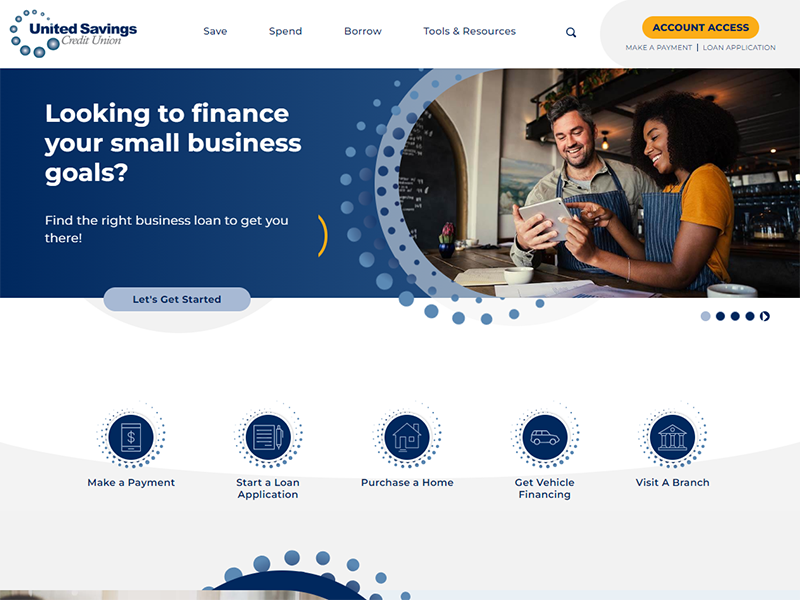 United Savings
Credit Union
Save
Spend
Borrow
Tools & Resources
ACCOUNT ACCESS
MAKE A PAYMENT | LOAN APPLICATION
Looking to finance
your small business
goals?
Find the right business loan to get you
there!
Let's Get Started
$
Make a Payment
Start a Loan
Application
Purchase a Home
Get Vehicle
Financing
Visit A Branch